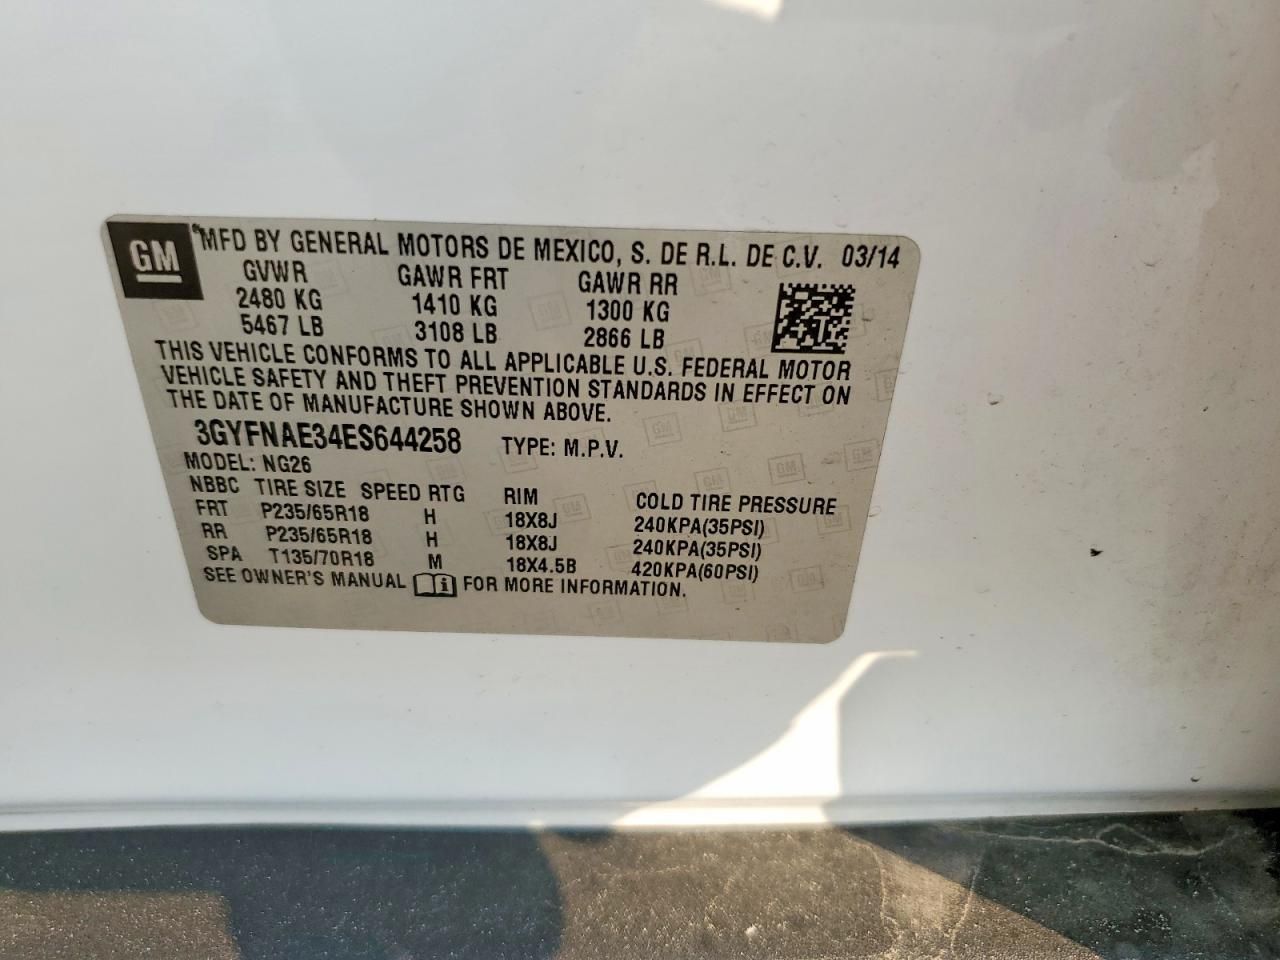 GM
MFD BY GENERAL MOTORS DE MEXICO, S. DE R.L. DE C.V. 03/14
GVWR GAWR FRT GAWR RR
2480 KG 1410 KG 1300 KG
5467 LB 3108 LB 2866 LB
THIS VEHICLE CONFORMS TO ALL APPLICABLE U.S. FEDERAL MOTOR
VEHICLE SAFETY AND THEFT PREVENTION STANDARDS IN EFFECT ON
THE DATE OF MANUFACTURE SHOWN ABOVE.
3GYFNAE34ES644258 TYPE: M.P.V.
MODEL: NG26
NBBC TIRE SIZE SPEED RTG RIM COLD TIRE PRESSURE
FRT P235/65R18 H 18X8J 240KPA(35PSI)
RR P235/65R18 H 18X8J 240KPA(35PSI)
SPA T135/70R18 M 18X4.5B 420KPA(60PSI)
SEE OWNER'S MANUAL i FOR MORE INFORMATION.